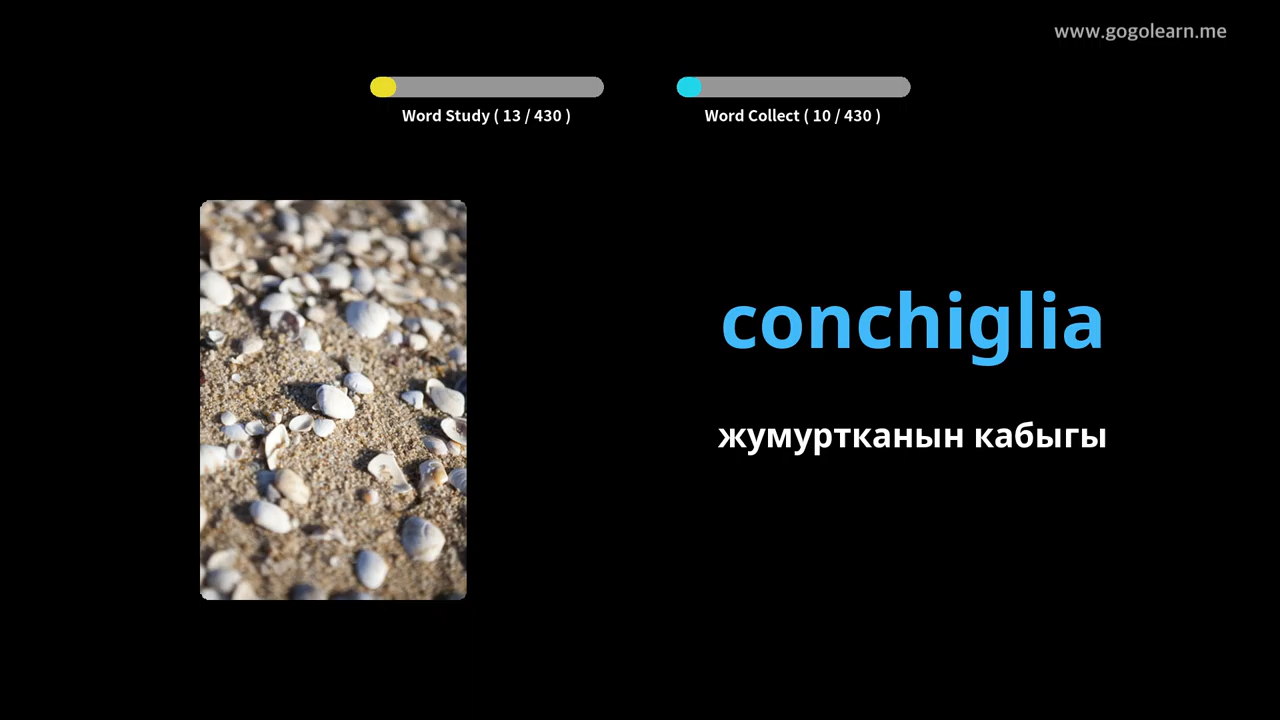 www.gogolearn.me
Word Study ( 13 / 430 )
Word Collect ( 10 / 430 )
conchiglia
жумуртканын кабыгы